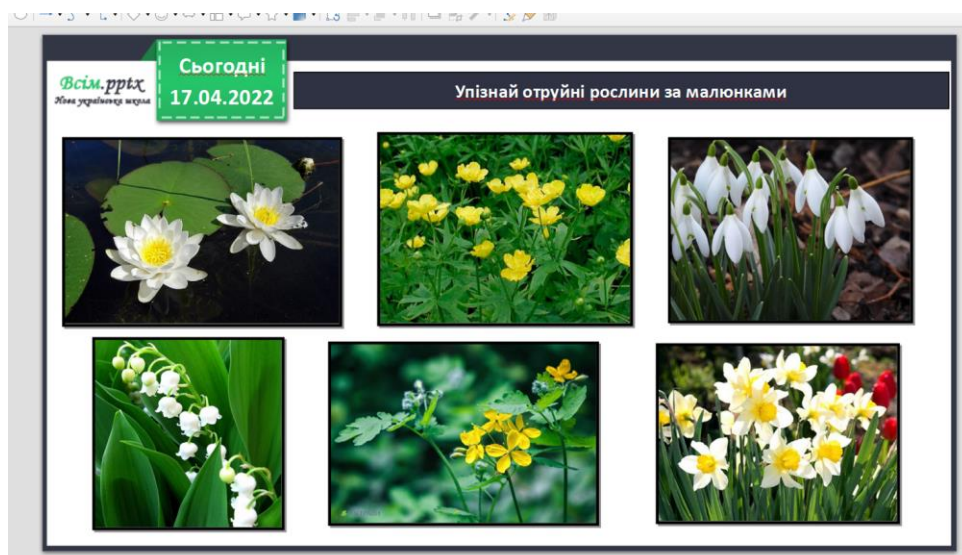 Всім.pptx
Нова українська школа
Сьогодні
17.04.2022
Упізнай отруйні рослини за малюнками